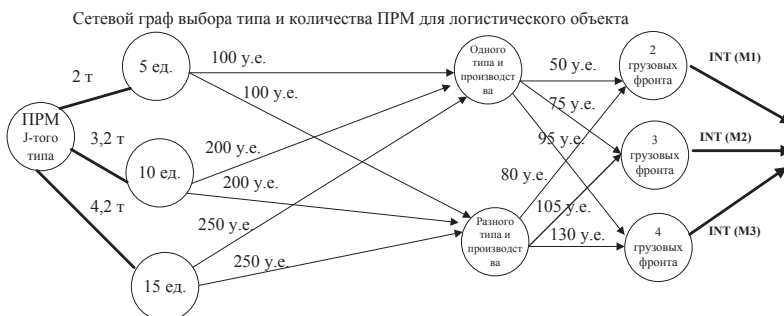 Сетевой граф выбора типа и количества ПРМ для логистического объекта
2 т
5 ед.
100 у.е.
100 у.е.
Одного
типа и
производст
ва
50 у.е.
75 у.е.
95 у.е.
2
грузовых
фронта
INT (M1)
ПРМ
J-того
типа
3,2 т
10 ед.
200 у.е.
200 у.е.
80 у.е.
3
грузовых
фронта
INT (M2)
4,2 т
15 ед.
250 у.е.
250 у.е.
Разного
типа и
производст
ва
105 у.е.
130 у.е.
4
грузовых
фронта
INT (M3)